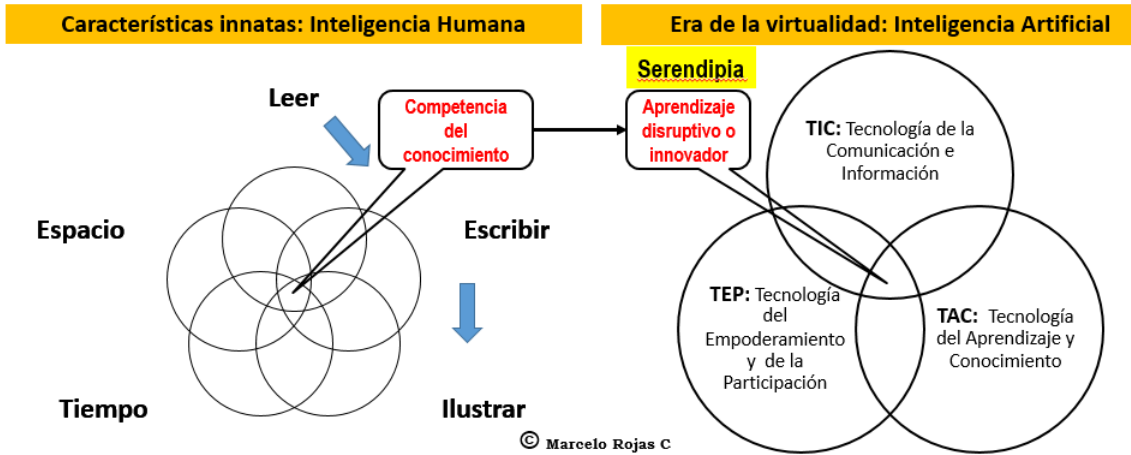 Características innatas: Inteligencia Humana
Era de la virtualidad: Inteligencia Artificial
Serendipia
Leer
Competencia
del
conocimiento
Aprendizaje
disruptivo o
innovador
TIC: Tecnología de la
Comunicación e
Información
Espacio
Escribir
TEP: Tecnología
del
Empoderamiento
y de la
Participación
TAC: Tecnología
del Aprendizaje y
Conocimiento
Tiempo
Ilustrar
© Marcelo Rojas C